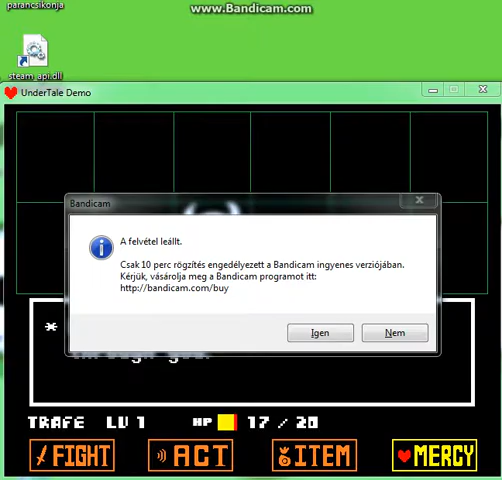 parancsikonja
www.Bandicam.com
steam_api.dll
UnderTale Demo
Bandicam
A felvétel leállt.
Csak 10 perc rögzítés engedélyezett a Bandicam ingyenes verziójában.
Kérjük, vásárolja meg a Bandicam programot itt:
http://bandicam.com/buy
Igen
Nem
*
through you.
TRAFE LV 1 HP 17 / 20
FIGHT
ACT
ITEM
MERCY